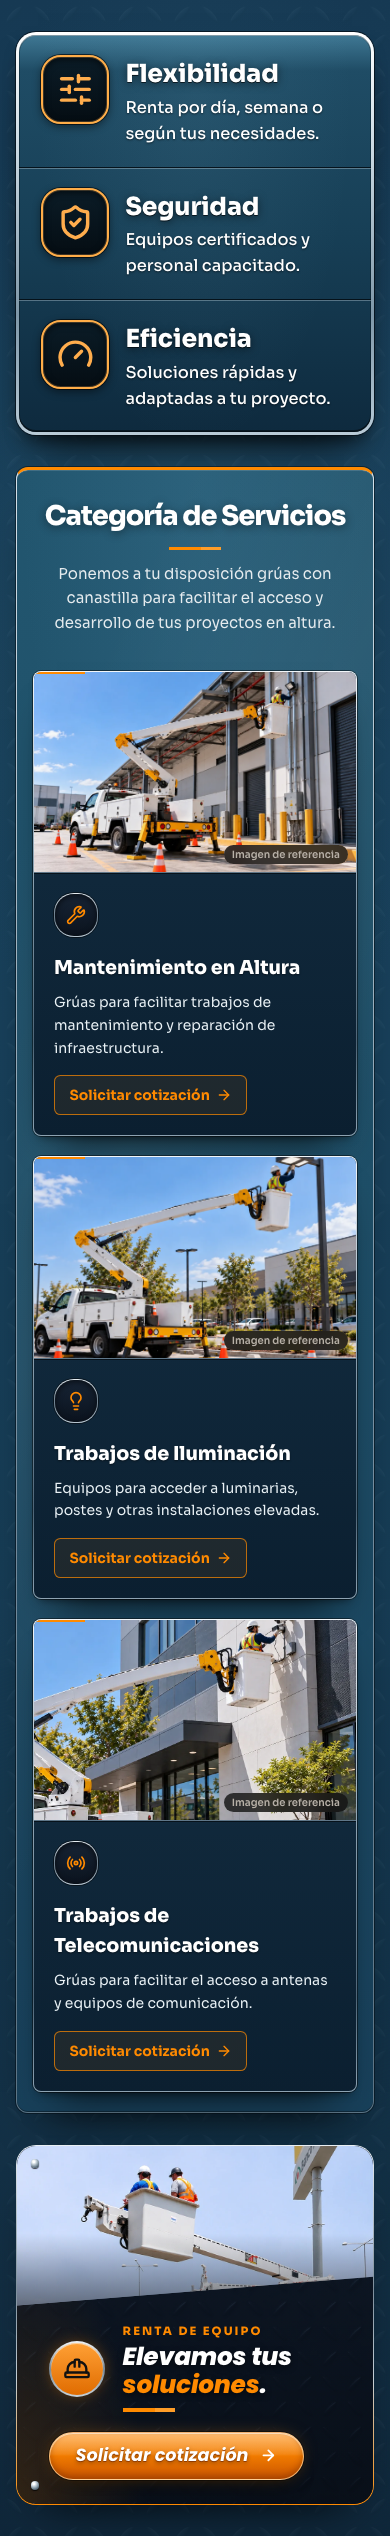 Flexibilidad
Renta por día, semana o
según tus necesidades.
Seguridad
Equipos certificados y
personal capacitado.
Eficiencia
Soluciones rápidas y
adaptadas a tu proyecto.
Categoría de Servicios
Ponemos a tu disposición grúas con
canastilla para facilitar el acceso y
desarrollo de tus proyectos en altura.
Imagen de referencia
Mantenimiento en Altura
Grúas para facilitar trabajos de
mantenimiento y reparación de
infraestructura.
Solicitar cotización →
Imagen de referencia
Trabajos de Iluminación
Equipos para acceder a luminarias,
postes y otras instalaciones elevadas.
Solicitar cotización →
Imagen de referencia
Trabajos de
Telecomunicaciones
Grúas para facilitar el acceso a antenas
y equipos de comunicación.
Solicitar cotización →
RENTA DE EQUIPO
Elevamos tus
soluciones.
Solicitar cotización →